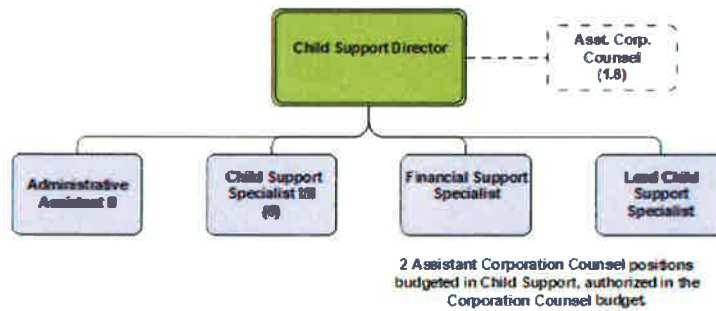 Child Support Director
Asst. Corp.
Counsel
(1.8)
Administrative
Assistant
Child Support
Specialist
Financial Support
Specialist
Lead Child
Support
Specialist
2 Assistant Corporation Counsel positions
budgeted in Child Support, authorized in the
Corporation Counsel budget.